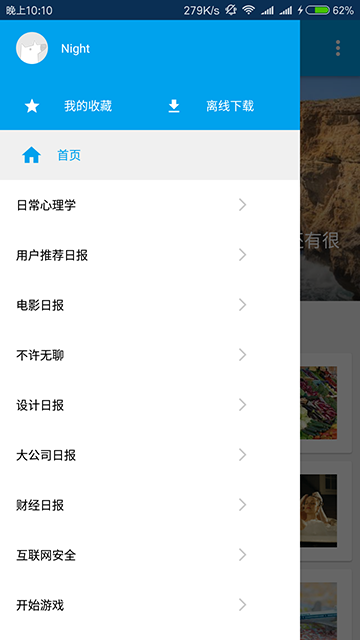 晚上10:10 279K/s 62%
Night
我的收藏 离线下载
首页
还有很
日常心理学
用户推荐日报
电影日报
不许无聊
设计日报
大公司日报
财经日报
互联网安全
开始游戏